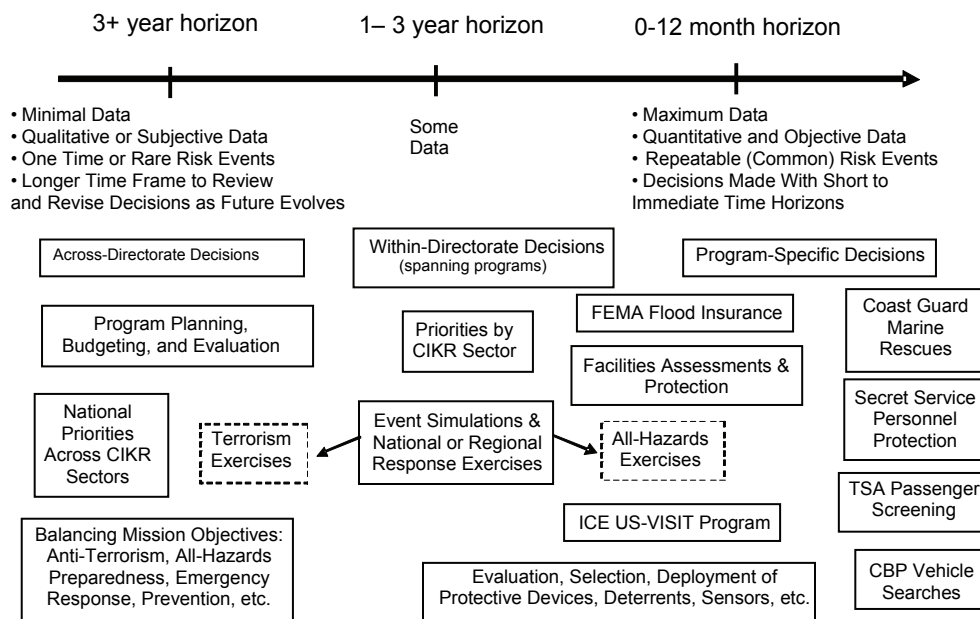 3+ year horizon
1– 3 year horizon
0-12 month horizon
• Minimal Data
• Qualitative or Subjective Data
• One Time or Rare Risk Events
• Longer Time Frame to Review
and Revise Decisions as Future Evolves
Some
Data
• Maximum Data
• Quantitative and Objective Data
• Repeatable (Common) Risk Events
• Decisions Made With Short to
Immediate Time Horizons
Across-Directorate Decisions
Within-Directorate Decisions
(spanning programs)
Program-Specific Decisions
Program Planning,
Budgeting, and Evaluation
Priorities by
CIKR Sector
FEMA Flood Insurance
Coast Guard
Marine
Rescues
Facilities Assessments &
Protection
National
Priorities
Across CIKR
Sectors
Terrorism
Exercises
Event Simulations &
National or Regional
Response Exercises
All-Hazards
Exercises
Secret Service
Personnel
Protection
TSA Passenger
Screening
ICE US-VISIT Program
Balancing Mission Objectives:
Anti-Terrorism, All-Hazards
Preparedness, Emergency
Response, Prevention, etc.
Evaluation, Selection, Deployment of
Protective Devices, Deterrents, Sensors, etc.
CBP Vehicle
Searches